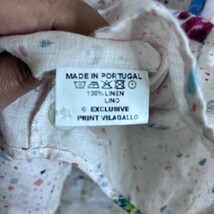 MADE IN PORTUGAL
100% LINEN
LINO
© EXCLUSIVE
PRINT VILAGALLO